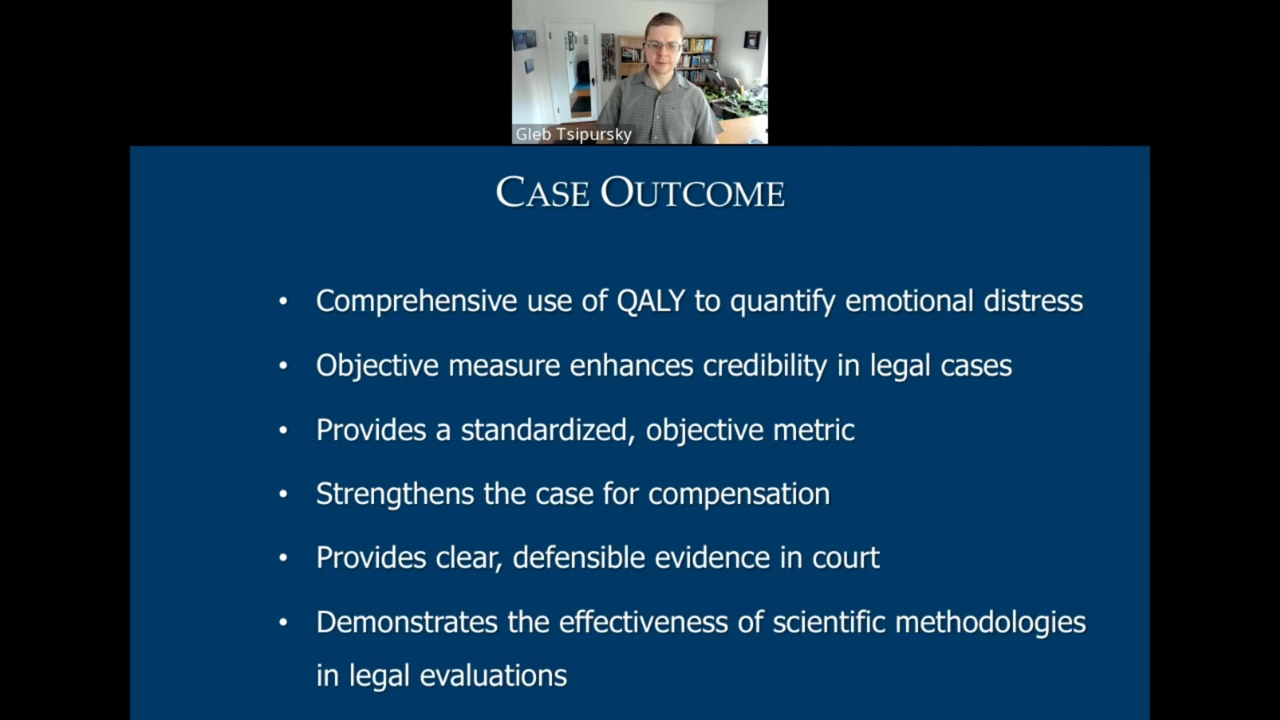 Gleb Tsipursky
CASE OUTCOME
• Comprehensive use of QALY to quantify emotional distress
• Objective measure enhances credibility in legal cases
• Provides a standardized, objective metric
• Strengthens the case for compensation
• Provides clear, defensible evidence in court
• Demonstrates the effectiveness of scientific methodologies
in legal evaluations